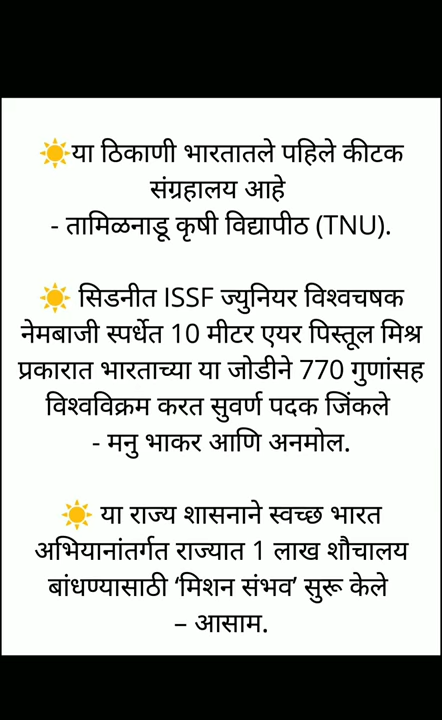 ☀️या ठिकाणी भारतातले पहिले कीटक
संग्रहालय आहे
- तामिळनाडू कृषी विद्यापीठ (TNU).
☀️ सिडनीत ISSF ज्युनियर विश्वचषक
नेमबाजी स्पर्धेत 10 मीटर एयर पिस्तूल मिश्र
प्रकारात भारताच्या या जोडीने 770 गुणांसह
विश्वविक्रम करत सुवर्ण पदक जिंकले
- मनु भाकर आणि अनमोल.
☀️ या राज्य शासनाने स्वच्छ भारत
अभियानांतर्गत राज्यात 1 लाख शौचालय
बांधण्यासाठी ‘मिशन संभव’ सुरू केले
– आसाम.